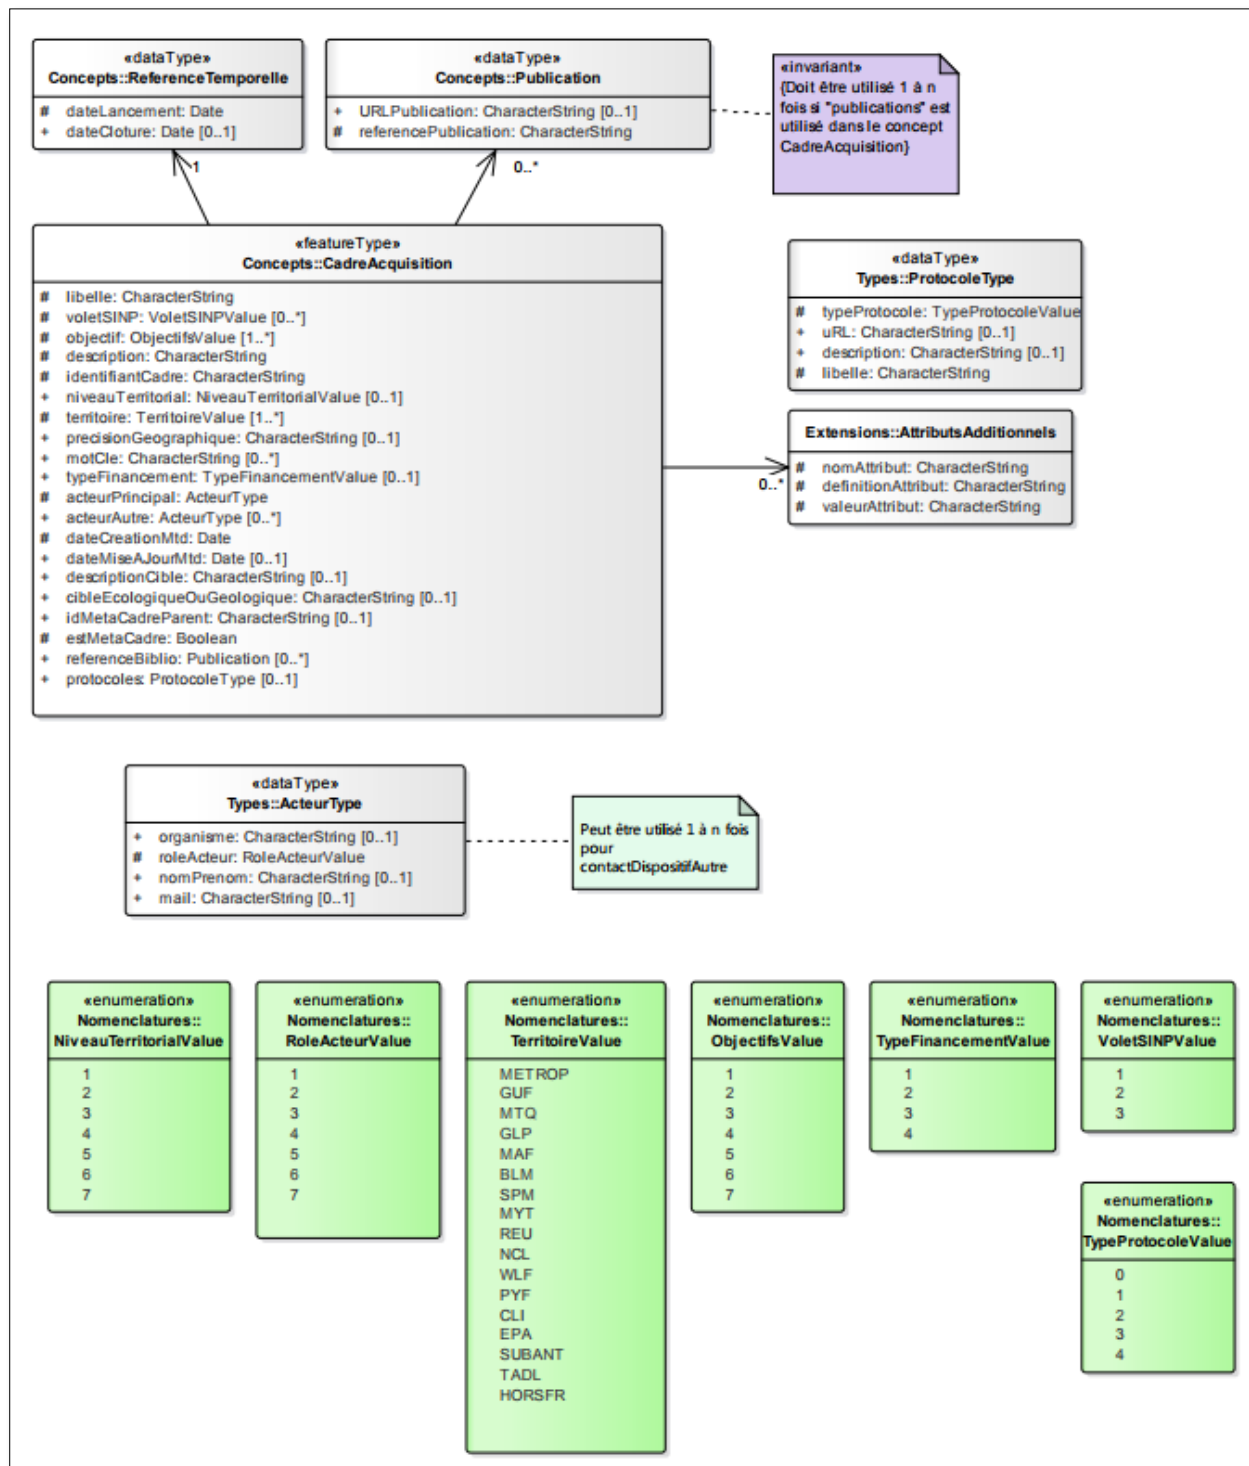 «dataType»
Concepts::ReferenceTemporelle
# dateLancement: Date
+ dateCloture: Date [0..1]
«dataType»
Concepts::Publication
+ URLPublication: CharacterString [0..1]
# referencePublication: CharacterString
«invariant»
{Doit être utilisé 1 à n
fois si "publications" est
utilisé dans le concept
CadreAcquisition}
1
0..*
«featureType»
Concepts::CadreAcquisition
# libelle: CharacterString
# voletSINP: VoletSINPValue [0..*]
# objectif: ObjectifsValue [1..*]
# description: CharacterString
# identifiantCadre: CharacterString
+ niveauTerritorial: NiveauTerritorialValue [0..1]
# territoire: TerritoireValue [1..*]
+ precisionGeographique: CharacterString [0..1]
+ motCle: CharacterString [0..*]
+ typeFinancement: TypeFinancementValue [0..1]
# acteurPrincipal: ActeurType
+ acteurAutre: ActeurType [0..*]
# dateCreationMtd: Date
+ dateMiseAJourMtd: Date [0..1]
+ descriptionCible: CharacterString [0..1]
+ cibleEcologiqueOuGeologique: CharacterString [0..1]
+ idMetaCadreParent: CharacterString [0..1]
# estMetaCadre: Boolean
+ referenceBiblio: Publication [0..*]
+ protocoles: ProtocoleType [0..1]
«dataType»
Types::ProtocoleType
# typeProtocole: TypeProtocoleValue
+ uRL: CharacterString [0..1]
+ description: CharacterString [0..1]
# libelle: CharacterString
Extensions::AttributsAdditionnels
# nomAttribut: CharacterString
# definitionAttribut: CharacterString
# valeurAttribut: CharacterString
0..*
«dataType»
Types::ActeurType
+ organisme: CharacterString [0..1]
# roleActeur: RoleActeurValue
+ nomPrenom: CharacterString [0..1]
+ mail: CharacterString [0..1]
Peut être utilisé 1 à n fois
pour
contactDispositifAutre
«enumeration»
Nomenclatures::
NiveauTerritorialValue
1
2
3
4
5
6
7
«enumeration»
Nomenclatures::
RoleActeurValue
1
2
3
4
5
6
7
«enumeration»
Nomenclatures::
TerritoireValue
METROP
GUF
MTQ
GLP
MAF
BLM
SPM
MYT
REU
NCL
WLF
PYF
CLI
EPA
SUBANT
TADL
HORSFR
«enumeration»
Nomenclatures::
ObjectifsValue
1
2
3
4
5
6
7
«enumeration»
Nomenclatures::
TypeFinancementValue
1
2
3
4
«enumeration»
Nomenclatures::
VoletSINPValue
1
2
3
«enumeration»
Nomenclatures::
TypeProtocoleValue
0
1
2
3
4